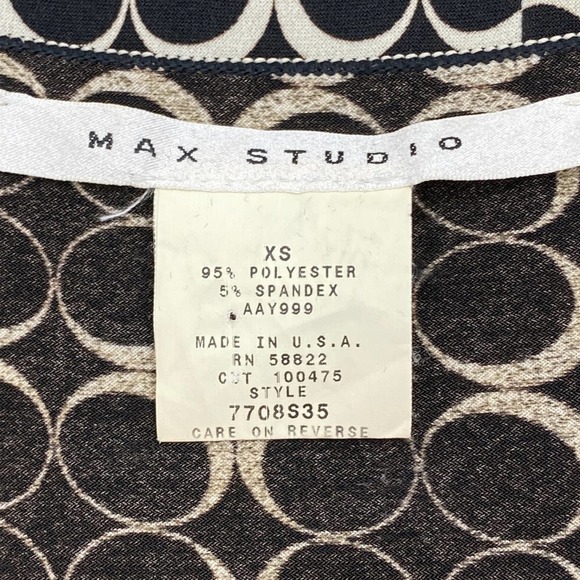 MAX STUDIO
XS
95% POLYESTER
5% SPANDEX
AAY999
MADE IN U.S.A.
RN 58822
CUT 100475
STYLE
7708S35
CARE ON REVERSE